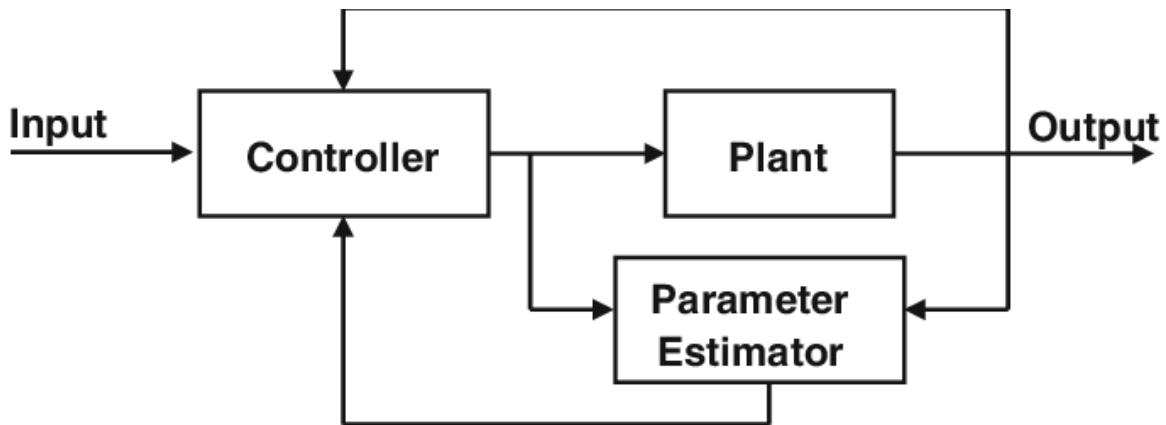 Input
Controller
Plant
Output
Parameter
Estimator